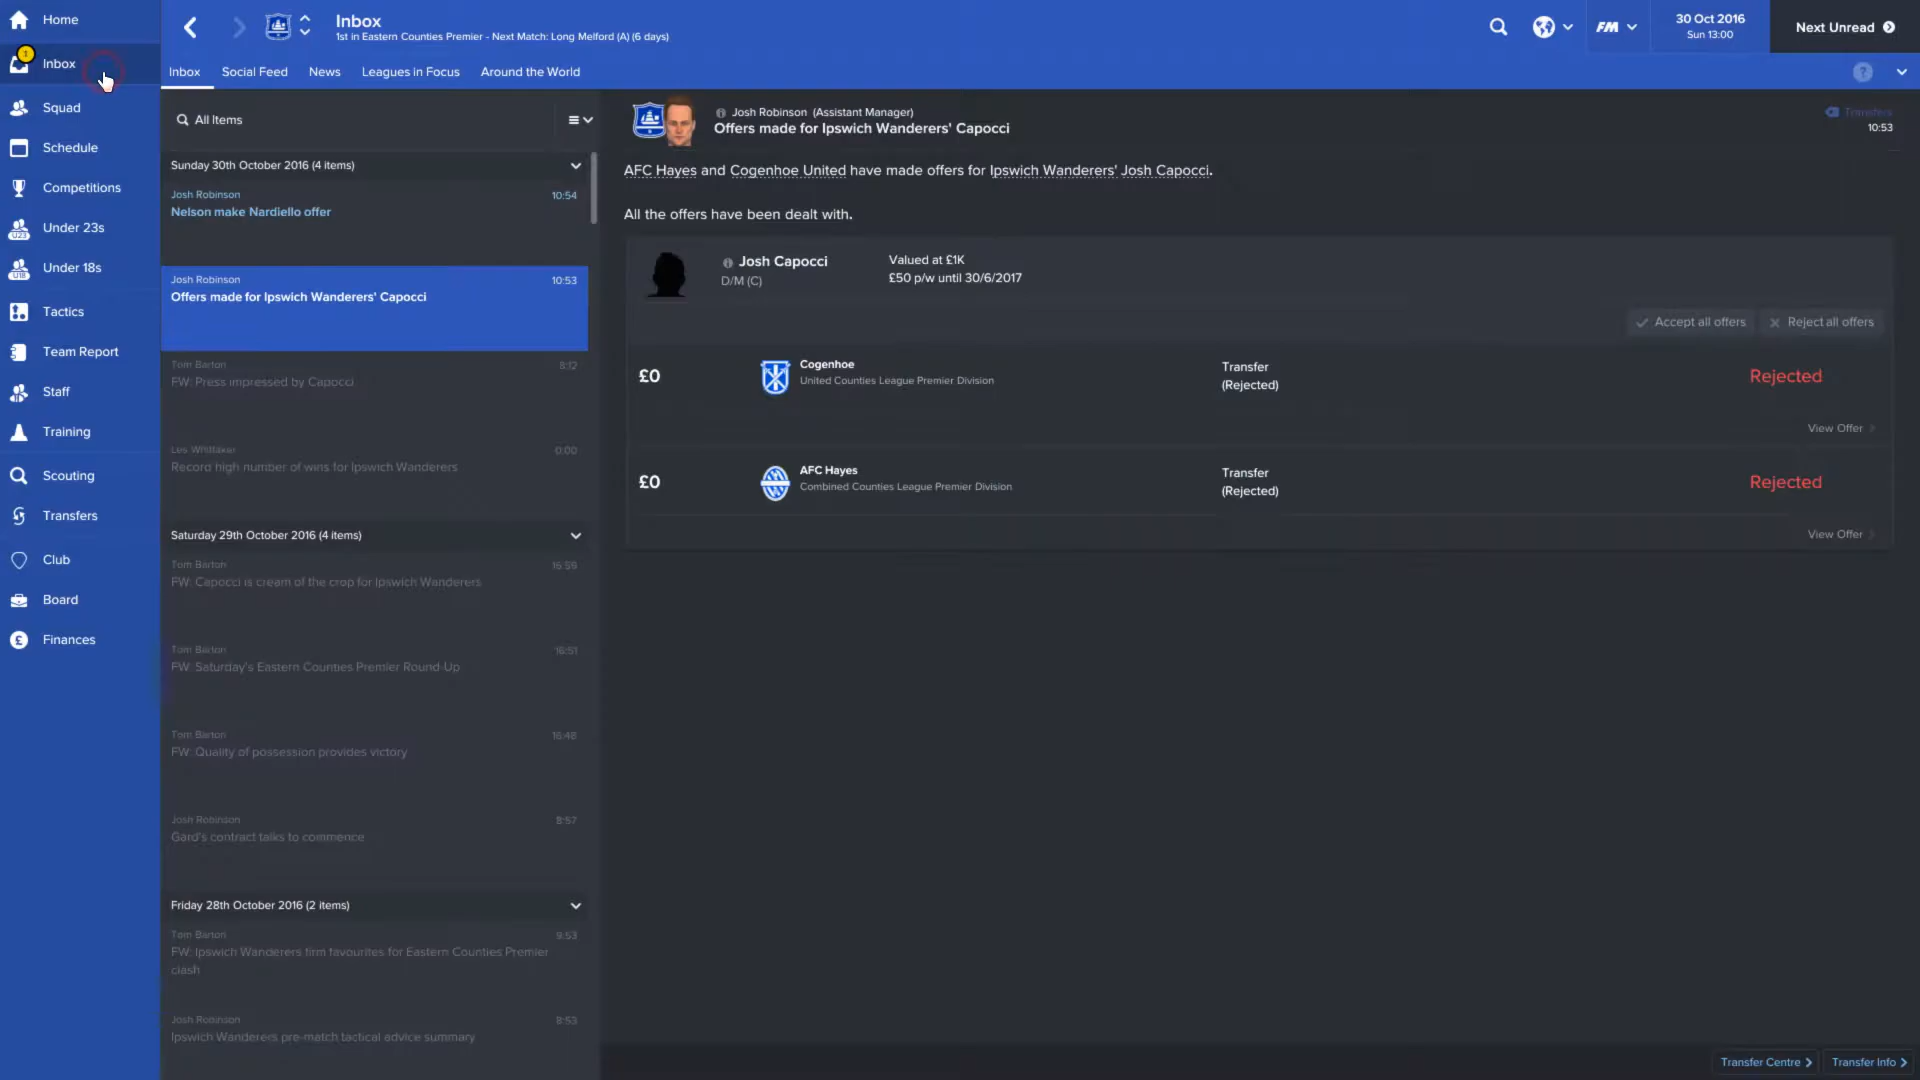 Home
Inbox
Squad
Schedule
Competitions
Under 23s
Under 18s
Tactics
Team Report
Staff
Training
Scouting
Transfers
Club
Board
Finances
Inbox
1st in Eastern Counties Premier - Next Match: Long Melford (A) (6 days)
FM
30 Oct 2016
Sun 13:00
Next Unread
Inbox Social Feed News Leagues in Focus Around the World
All Items
Sunday 30th October 2016 (4 items)
Josh Robinson 10:54
Nelson make Nardiello offer
Josh Robinson 10:53
Offers made for Ipswich Wanderers' Capocci
Tom Barton 8:12
FW: Press impressed by Capocci
Les Whittaker 0:00
Record high number of wins for Ipswich Wanderers
Saturday 29th October 2016 (4 items)
Tom Barton 16:59
FW: Capocci is cream of the crop for Ipswich Wanderers
Tom Barton 16:51
FW: Saturday's Eastern Counties Premier Round-Up
Tom Barton 16:48
FW: Quality of possession provides victory
Josh Robinson 8:57
Gard's contract talks to commence
Friday 28th October 2016 (2 items)
Tom Barton 9:53
FW: Ipswich Wanderers firm favourites for Eastern Counties Premier
clash
Josh Robinson 8:53
Ipswich Wanderers pre-match tactical advice summary
Josh Robinson (Assistant Manager)
Offers made for Ipswich Wanderers' Capocci
Transfers
10:53
AFC Hayes and Cogenhoe United have made offers for Ipswich Wanderers' Josh Capocci.
All the offers have been dealt with.
Josh Capocci
D/M (C)
Valued at £1K
£50 p/w until 30/6/2017
Accept all offers
Reject all offers
£0
Cogenhoe
United Counties League Premier Division
Transfer
(Rejected)
Rejected
View Offer
£0
AFC Hayes
Combined Counties League Premier Division
Transfer
(Rejected)
Rejected
View Offer
Transfer Centre
Transfer Info